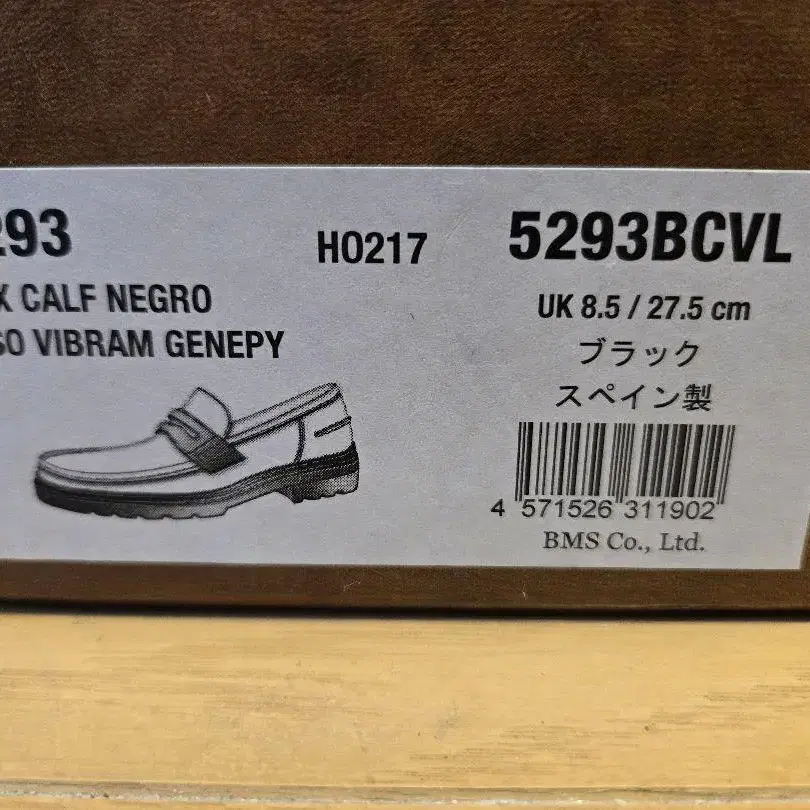 293
H0217
5293BCVL
X CALF NEGRO
SO VIBRAM GENEPY
UK 8.5 / 27.5 cm
ブラック
スペイン製
4 571526 311902
BMS Co., Ltd.